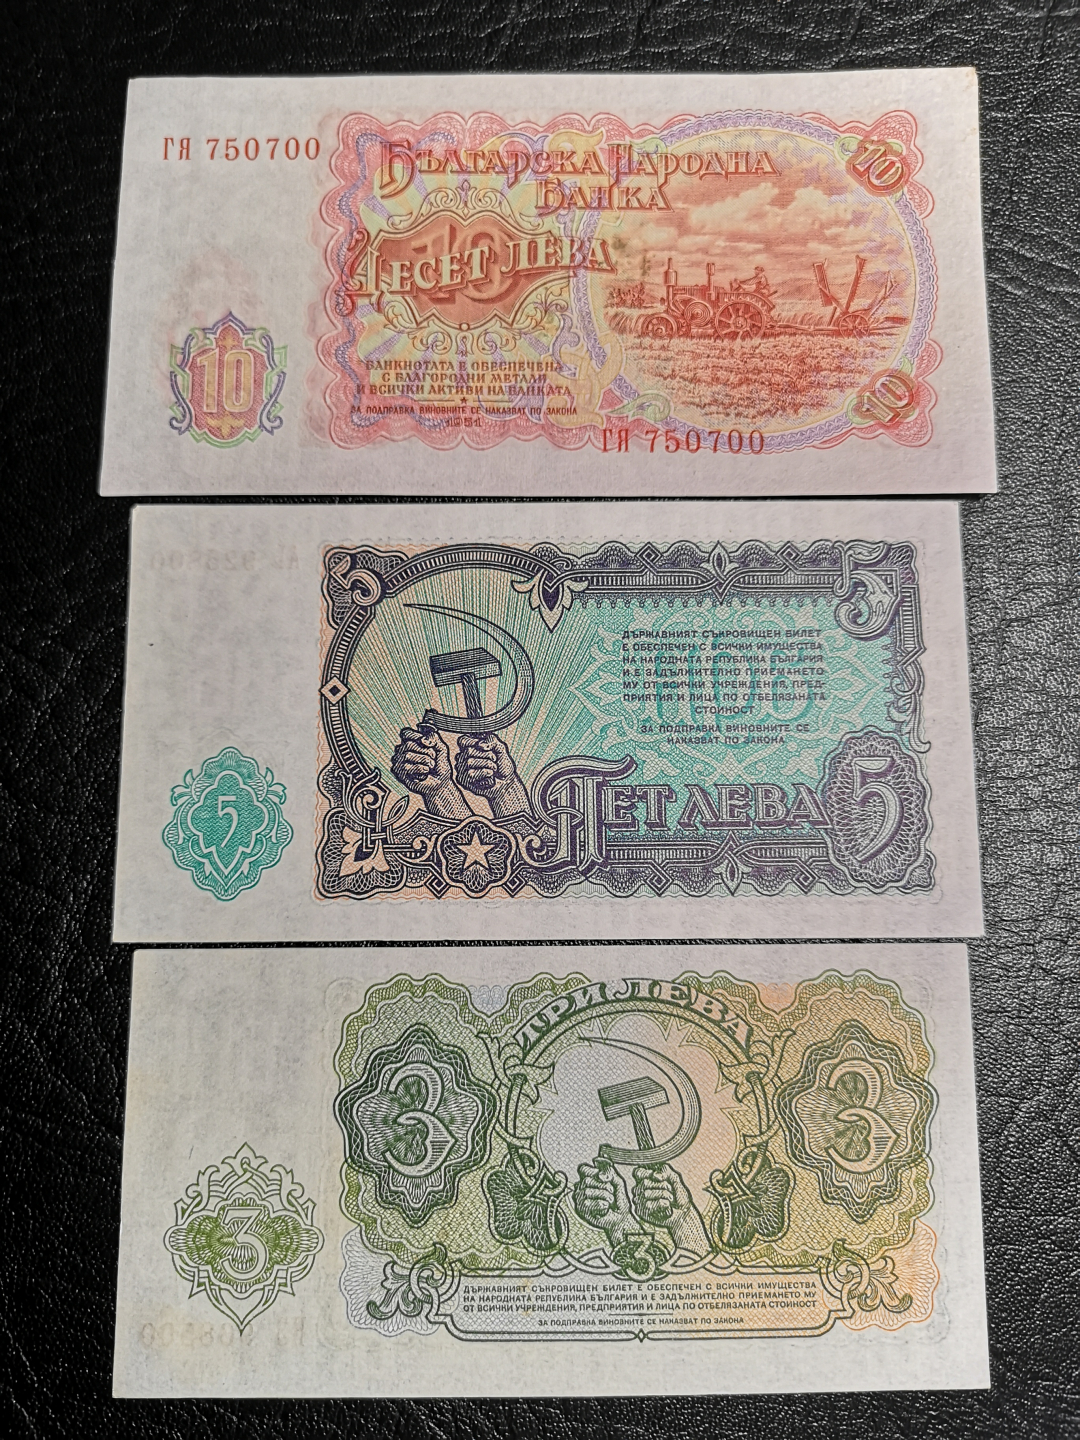 ГЯ 750700
БЪЛГАРСКА НАРОДНА
БАНКА
10
ДЕСЕТ ЛЕВА
10
БАНКНОТАТА Е ОБЕСПЕЧЕНА
С БЛАГОРОДНИ МЕТАЛИ
И ВСИЧКИ АКТИВИ НА БАНКАТА
ЗА ПОДПРАВКА ВИНОВНИТЕ СЕ НАКАЗВАТ ПО ЗАКОНА
1951
10
10
ГЯ 750700
5
5
ДЪРЖАВНИЯТ СЪКРОВИЩЕН БИЛЕТ
Е ОБЕСПЕЧЕН С ВСИЧКИ ИМУЩЕСТВА
НА НАРОДНАТА РЕПУБЛИКА БЪЛГАРИЯ
И Е ЗАДЪЛЖИТЕЛНО ПРИЕМАНЕТО
МУ ОТ ВСИЧКИ УЧРЕЖДЕНИЯ, ПРЕД-
ПРИЯТИЯ И ЛИЦА ПО ОТБЕЛЯЗАНАТА
СТОЙНОСТ
ЗА ПОДПРАВКА ВИНОВНИТЕ СЕ
НАКАЗВАТ ПО ЗАКОНА
5
ПЕТ ЛЕВА
5
ТРИ ЛЕВА
3
3
3
3
ДЪРЖАВНИЯТ СЪКРОВИЩЕН БИЛЕТ Е ОБЕСПЕЧЕН С ВСИЧКИ ИМУЩЕСТВА
НА НАРОДНАТА РЕПУБЛИКА БЪЛГАРИЯ И Е ЗАДЪЛЖИТЕЛНО ПРИЕМАНЕТО МУ
ОТ ВСИЧКИ УЧРЕЖДЕНИЯ, ПРЕДПРИЯТИЯ И ЛИЦА ПО ОТБЕЛЯЗАНАТА СТОЙНОСТ
ЗА ПОДПРАВКА ВИНОВНИТЕ СЕ НАКАЗВАТ ПО ЗАКОНА